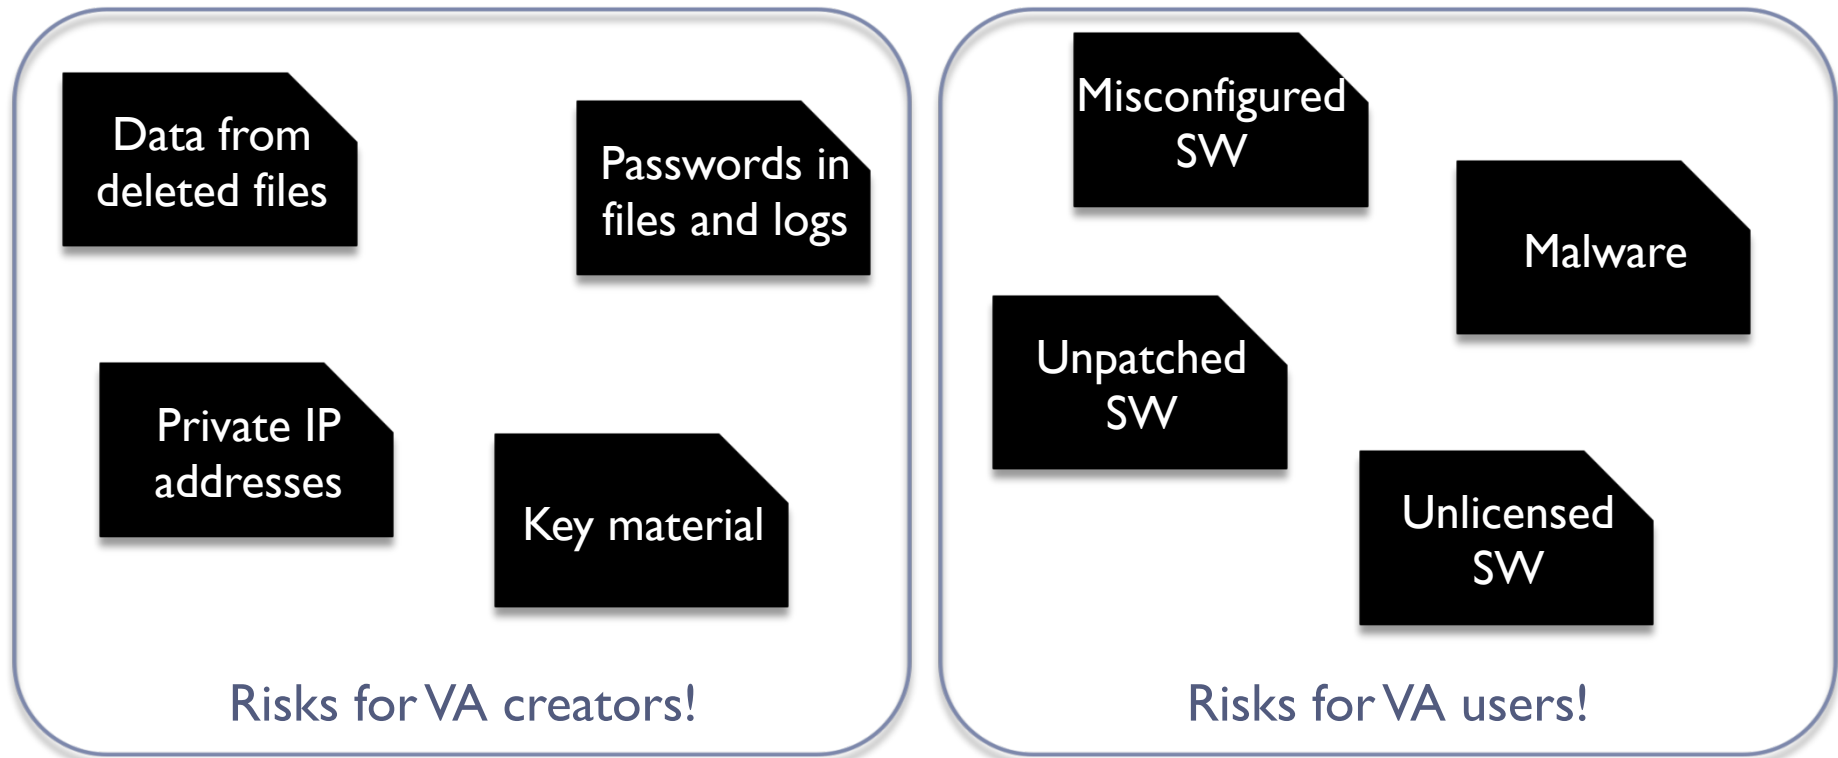 Data from
deleted files
Passwords in
files and logs
Private IP
addresses
Key material
Risks for VA creators!
Misconfigured
SW
Malware
Unpatched
SW
Unlicensed
SW
Risks for VA users!